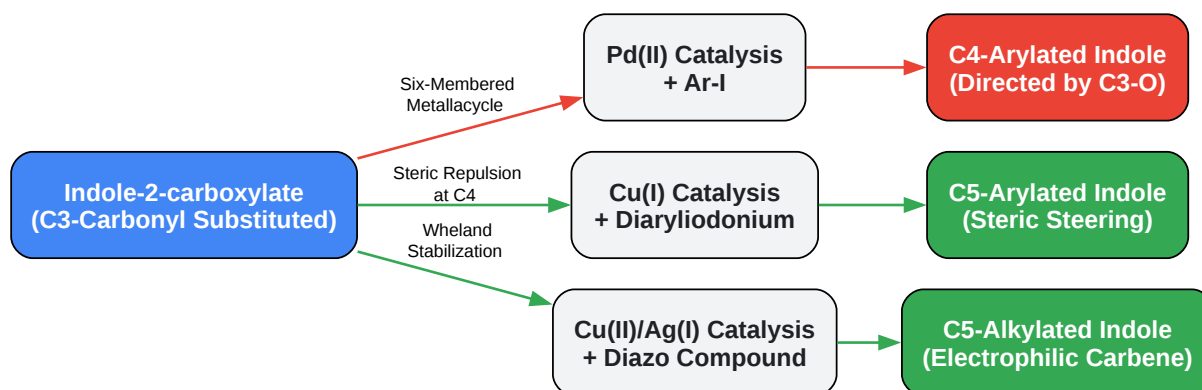 Indole-2-carboxylate
(C3-Carbonyl Substituted)
Six-Membered
Metallacycle
Steric Repulsion
at C4
Wheland
Stabilization
Pd(II) Catalysis
+ Ar-I
Cu(I) Catalysis
+ Diaryliodonium
Cu(II)/Ag(I) Catalysis
+ Diazo Compound
C4-Arylated Indole
(Directed by C3-O)
C5-Arylated Indole
(Steric Steering)
C5-Alkylated Indole
(Electrophilic Carbene)